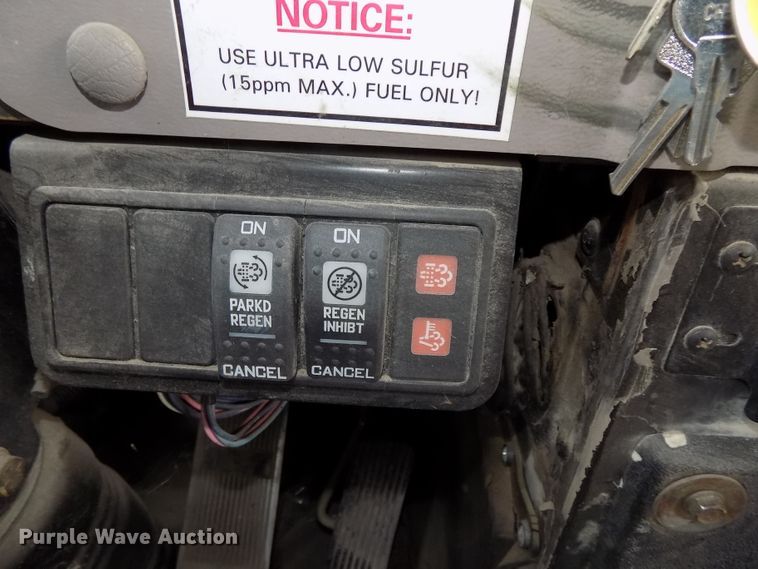 NOTICE:
USE ULTRA LOW SULFUR
(15ppm MAX.) FUEL ONLY!
ON
PARKD
REGEN
CANCEL
ON
REGEN
INHIBT
CANCEL
Purple Wave Auction